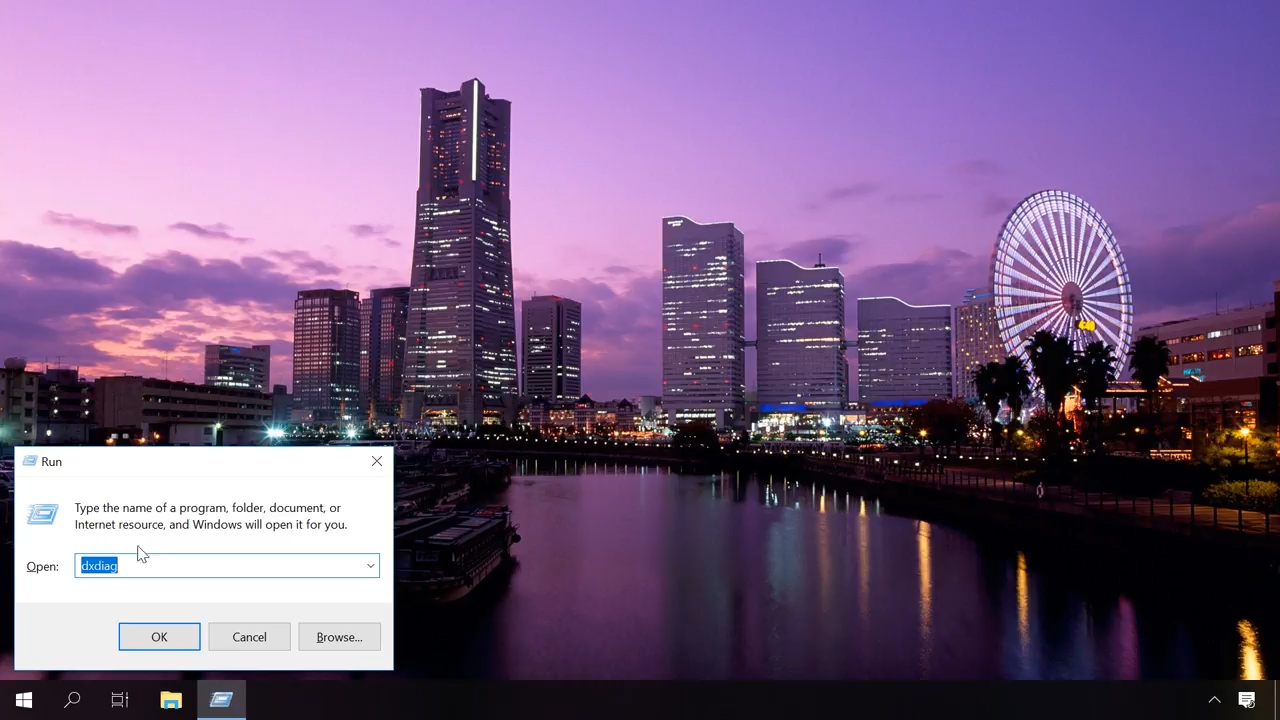 Run
Type the name of a program, folder, document, or
Internet resource, and Windows will open it for you.
Open: dxdiag
OK Cancel Browse...